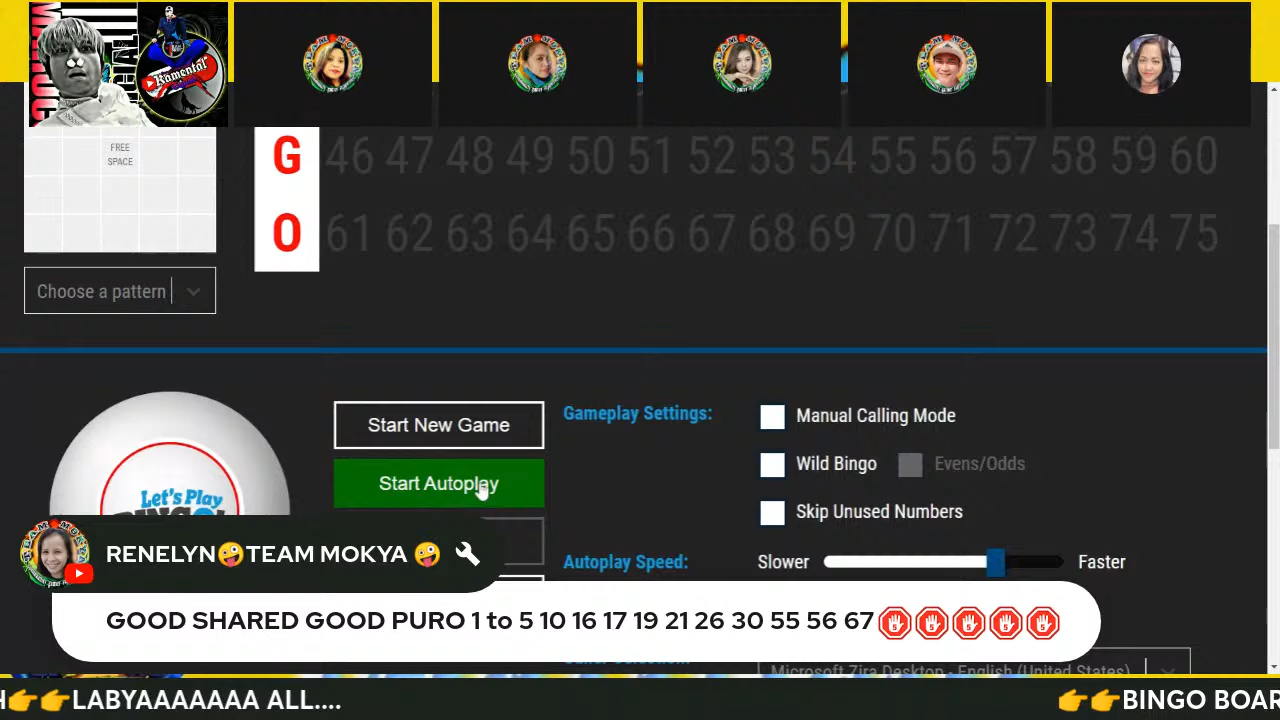 Kamental
FREE
SPACE
G 46 47 48 49 50 51 52 53 54 55 56 57 58 59 60
O 61 62 63 64 65 66 67 68 69 70 71 72 73 74 75
Choose a pattern
Start New Game
Gameplay Settings:
Manual Calling Mode
Start Autoplay
Wild Bingo
Evens/Odds
Let's Play
Skip Unused Numbers
RENELYN🤪TEAM MOKYA 🤪 🔧
Autoplay Speed:
Slower
Faster
GOOD SHARED GOOD PURO 1 to 5 10 16 17 19 21 26 30 55 56 67
Microsoft Zira Desktop - English (United States)
H👉👉LABYAAAAAAA ALL....
👉👉BINGO BOAR